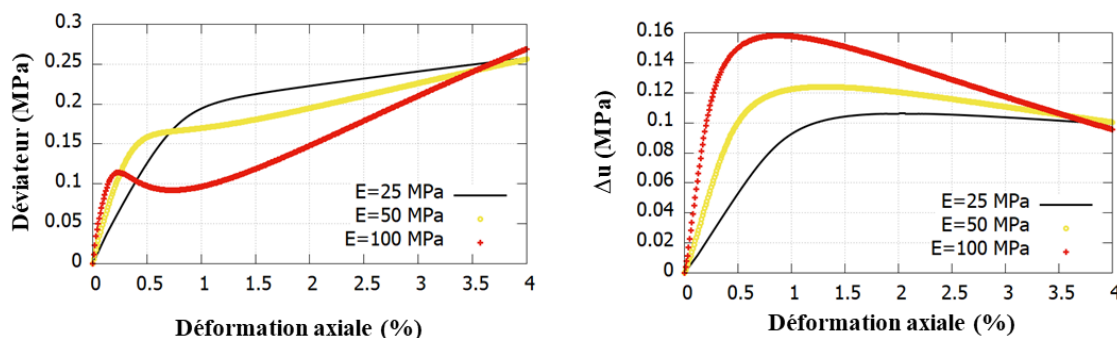 0.3
0.25
0.2
0.15
0.1
0.05
0
Déviateur (MPa)
E=25 MPa
E=50 MPa
E=100 MPa
0 0.5 1 1.5 2 2.5 3 3.5 4
Déformation axiale (%)
0.16
0.14
0.12
0.1
0.08
0.06
0.04
0.02
0
Δu (MPa)
E=25 MPa
E=50 MPa
E=100 MPa
0 0.5 1 1.5 2 2.5 3 3.5 4
Déformation axiale (%)